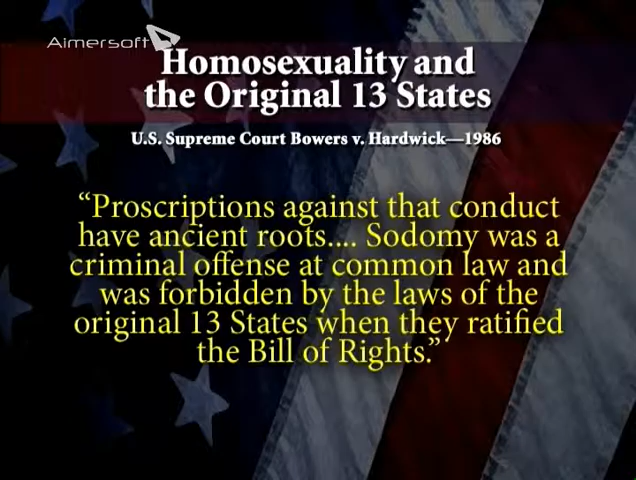 Aimersoft
Homosexuality and
the Original 13 States
U.S. Supreme Court Bowers v. Hardwick—1986
“Proscriptions against that conduct
have ancient roots.... Sodomy was a
criminal offense at common law and
was forbidden by the laws of the
original 13 States when they ratified
the Bill of Rights.”